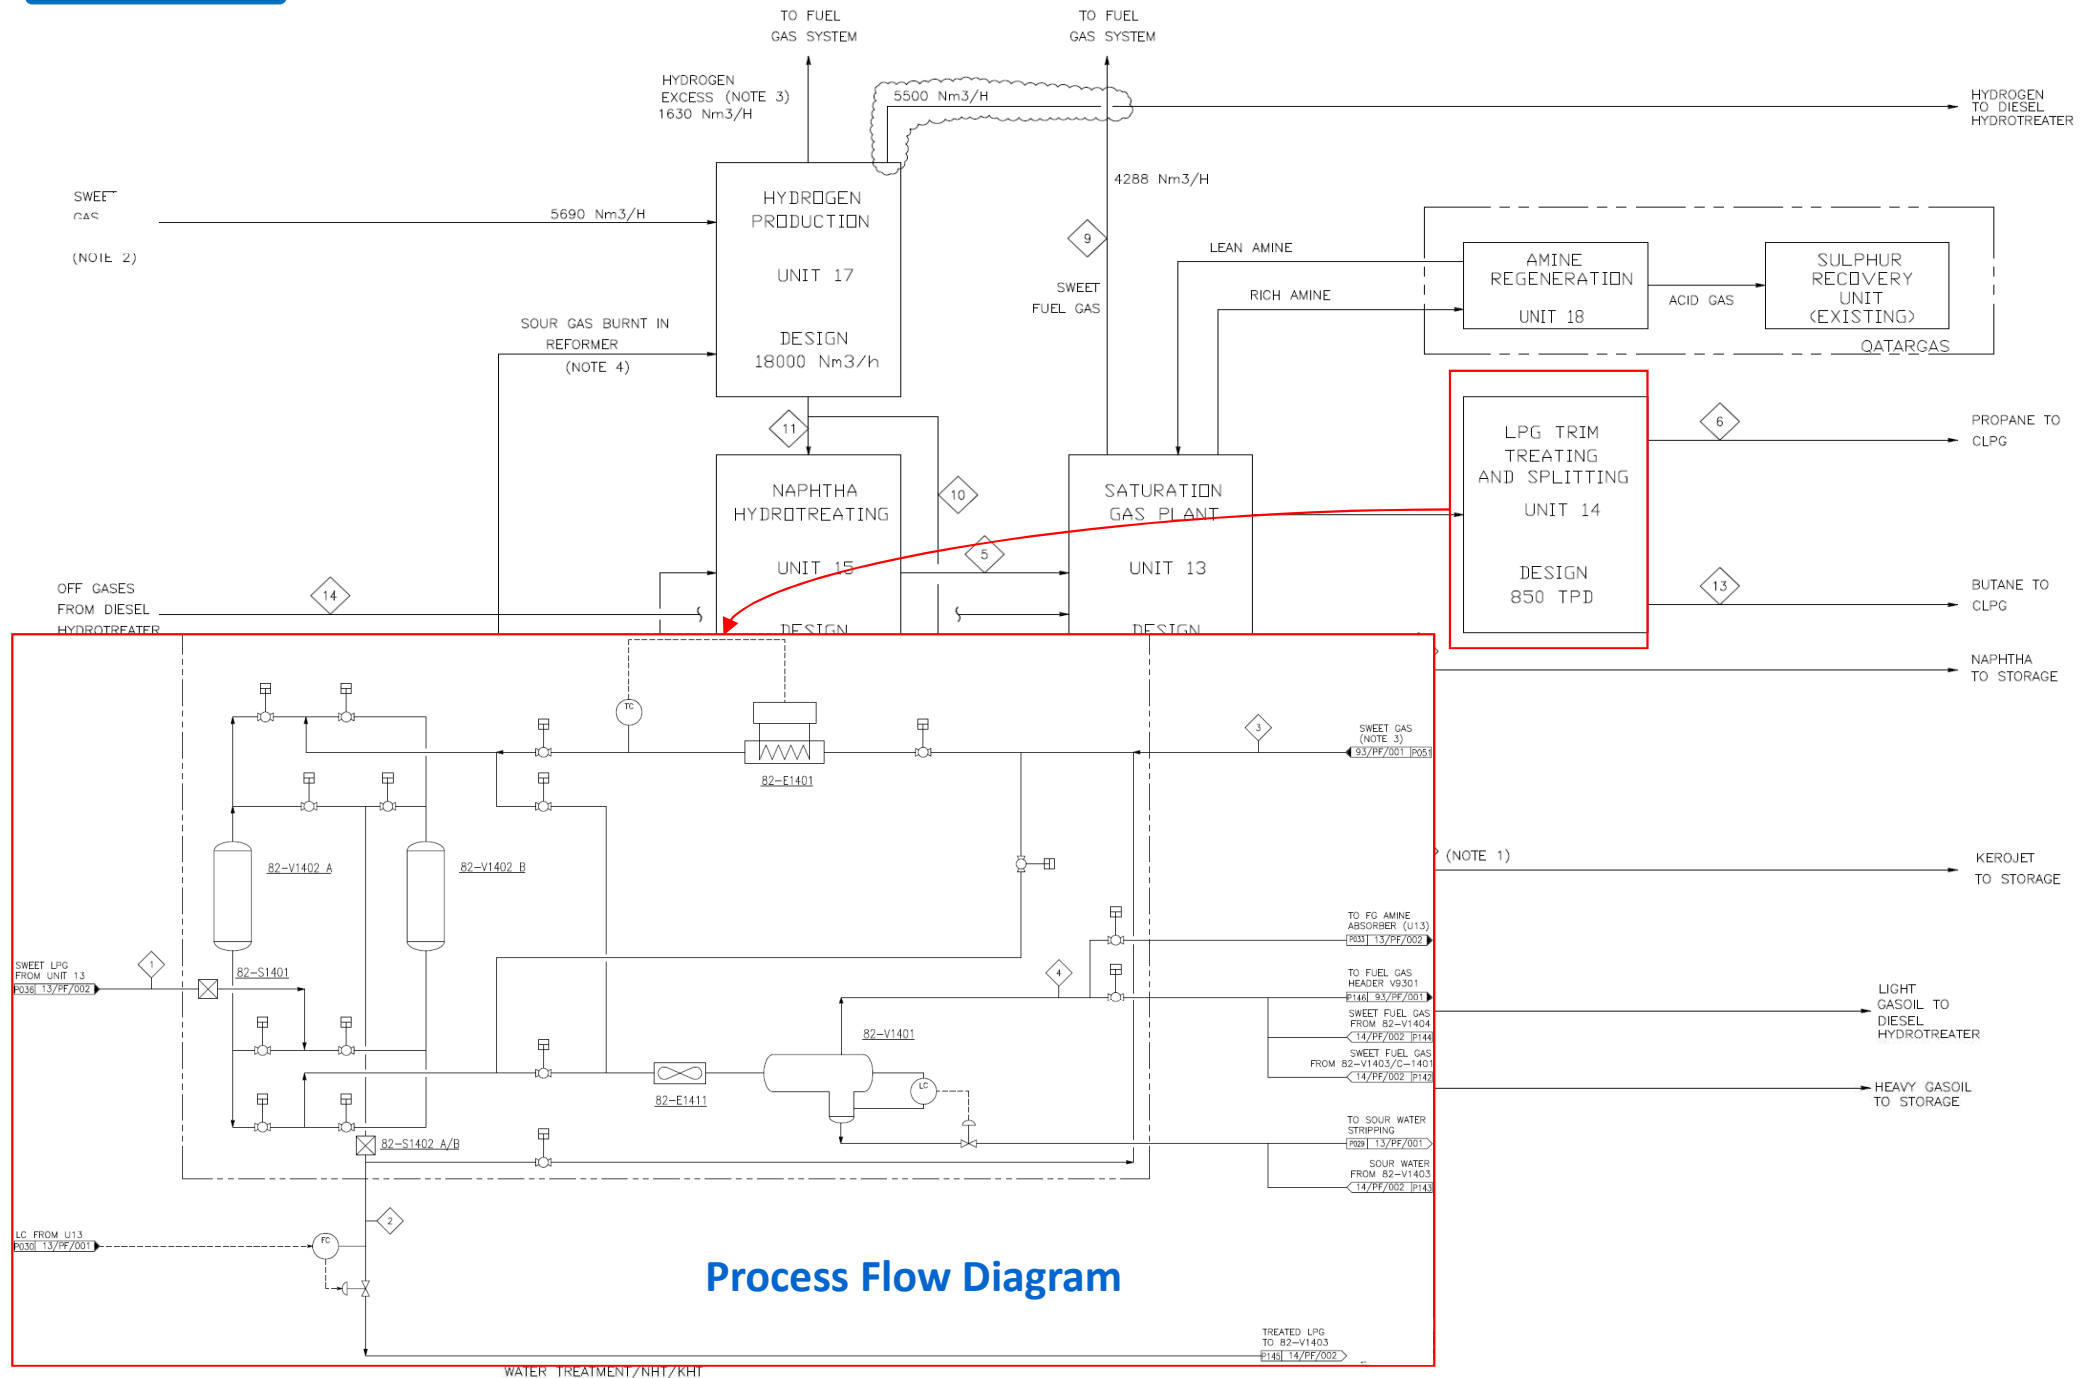 TO FUEL
GAS SYSTEM
TO FUEL
GAS SYSTEM
HYDROGEN
EXCESS (NOTE 3)
1630 Nm3/H
5500 Nm3/H
HYDROGEN
TO DIESEL
HYDROTREATER
4288 Nm3/H
SWEET
GAS
(NOTE 2)
5690 Nm3/H
HYDROGEN
PRODUCTION
UNIT 17
DESIGN
18000 Nm3/h
9
SWEET
FUEL GAS
LEAN AMINE
RICH AMINE
AMINE
REGENERATION
UNIT 18
ACID GAS
SULPHUR
RECOVERY
UNIT
(EXISTING)
QATARGAS
SOUR GAS BURNT IN
REFORMER
(NOTE 4)
11
10
NAPHTHA
HYDROTREATING
UNIT 15
DESIGN
5
SATURATION
GAS PLANT
UNIT 13
DESIGN
LPG TRIM
TREATING
AND SPLITTING
UNIT 14
DESIGN
850 TPD
6
PROPANE TO
CLPG
13
BUTANE TO
CLPG
OFF GASES
FROM DIESEL
HYDROTREATER
14
NAPHTHA
TO STORAGE
(NOTE 1)
KEROJET
TO STORAGE
LIGHT
GASOIL TO
DIESEL
HYDROTREATER
HEAVY GASOIL
TO STORAGE
TC
82-E1401
3
SWEET GAS
(NOTE 3)
93/PF/001 P051
82-V1402 A
82-V1402 B
SWEET LPG
FROM UNIT 13
P036 13/PF/002
1
82-S1401
TO FG AMINE
ABSORBER (U13)
P033 13/PF/002
4
TO FUEL GAS
HEADER V9301
P146 93/PF/001
SWEET FUEL GAS
FROM 82-V1404
14/PF/002 P144
SWEET FUEL GAS
FROM 82-V1403/C-1401
14/PF/002 P142
82-V1401
LC
82-E1411
TO SOUR WATER
STRIPPING
P029 13/PF/001
SOUR WATER
FROM 82-V1403
14/PF/002 P143
82-S1402 A/B
2
LC FROM U13
P030 13/PF/001
FC
Process Flow Diagram
TREATED LPG
TO 82-V1403
P145 14/PF/002
WATER TREATMENT/NHT/KHT